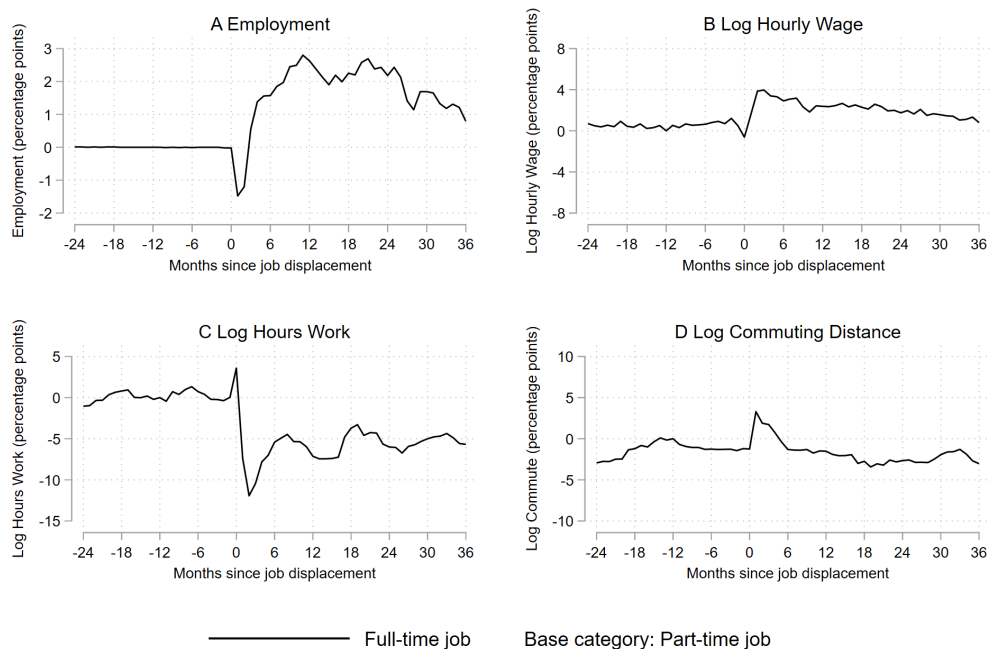 A Employment
Employment (percentage points)
3
2
1
0
-1
-2
-24 -18 -12 -6 0 6 12 18 24 30 36
Months since job displacement
B Log Hourly Wage
Log Hourly Wage (percentage points)
8
4
0
-4
-8
-24 -18 -12 -6 0 6 12 18 24 30 36
Months since job displacement
C Log Hours Work
Log Hours Work (percentage points)
5
0
-5
-10
-15
-24 -18 -12 -6 0 6 12 18 24 30 36
Months since job displacement
D Log Commuting Distance
Log Commute (percentage points)
10
5
0
-5
-10
-24 -18 -12 -6 0 6 12 18 24 30 36
Months since job displacement
Full-time job Base category: Part-time job